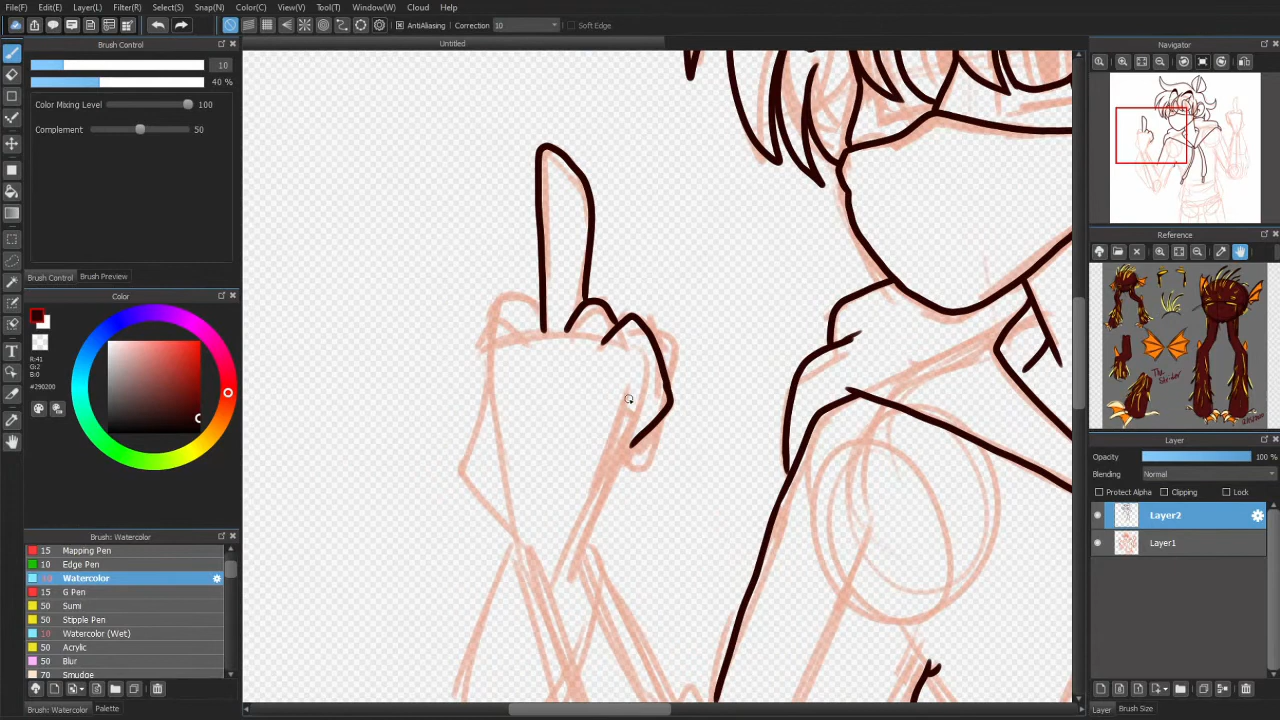 File(F) Edit(E) Layer(L) Filter(R) Select(S) Snap(N) Color(C) View(V) Tool(T) Window(W) Cloud Help
AntiAliasing Correction 10 Soft Edge
Brush Control
10
40 %
Color Mixing Level 100
Complement 50
Brush Control Brush Preview
Color
R:41
G:2
B:0
#290200
Brush: Watercolor
15 Mapping Pen
10 Edge Pen
10 Watercolor
15 G Pen
50 Sumi
50 Stipple Pen
10 Watercolor (Wet)
50 Acrylic
50 Blur
70 Smudge
Brush: Watercolor Palette
Untitled
Navigator
Reference
The
Strider
Layer
Opacity 100 %
Blending Normal
Protect Alpha Clipping Lock
Layer2
Layer1
Layer Brush Size